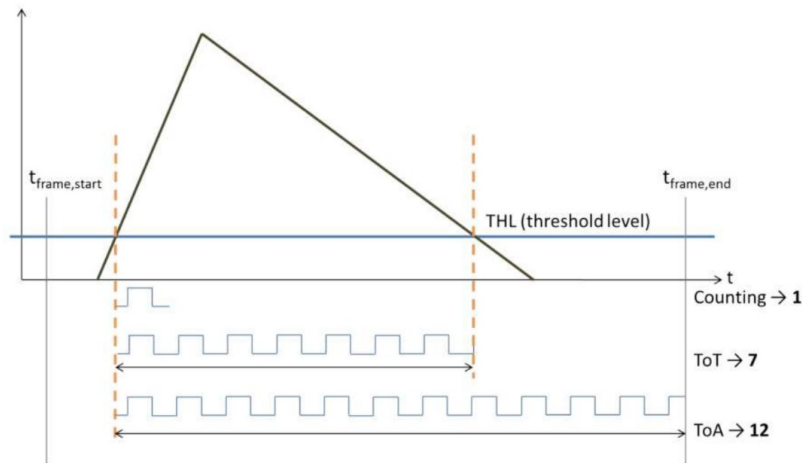 t_frame,start
t_frame,end
THL (threshold level)
t
Counting → 1
ToT → 7
ToA → 12